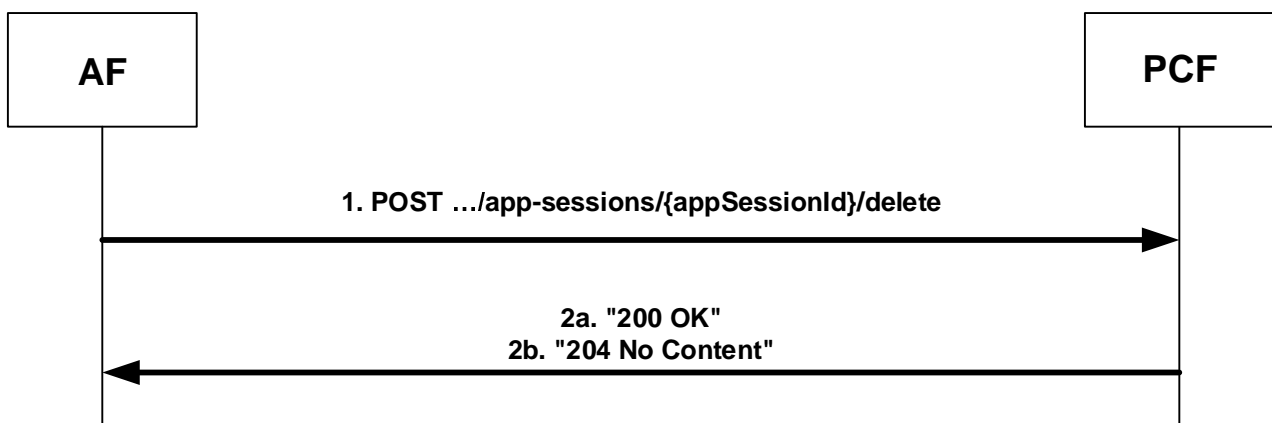 AF
PCF
1. POST …/app-sessions/{appSessionId}/delete
2a. "200 OK"
2b. "204 No Content"